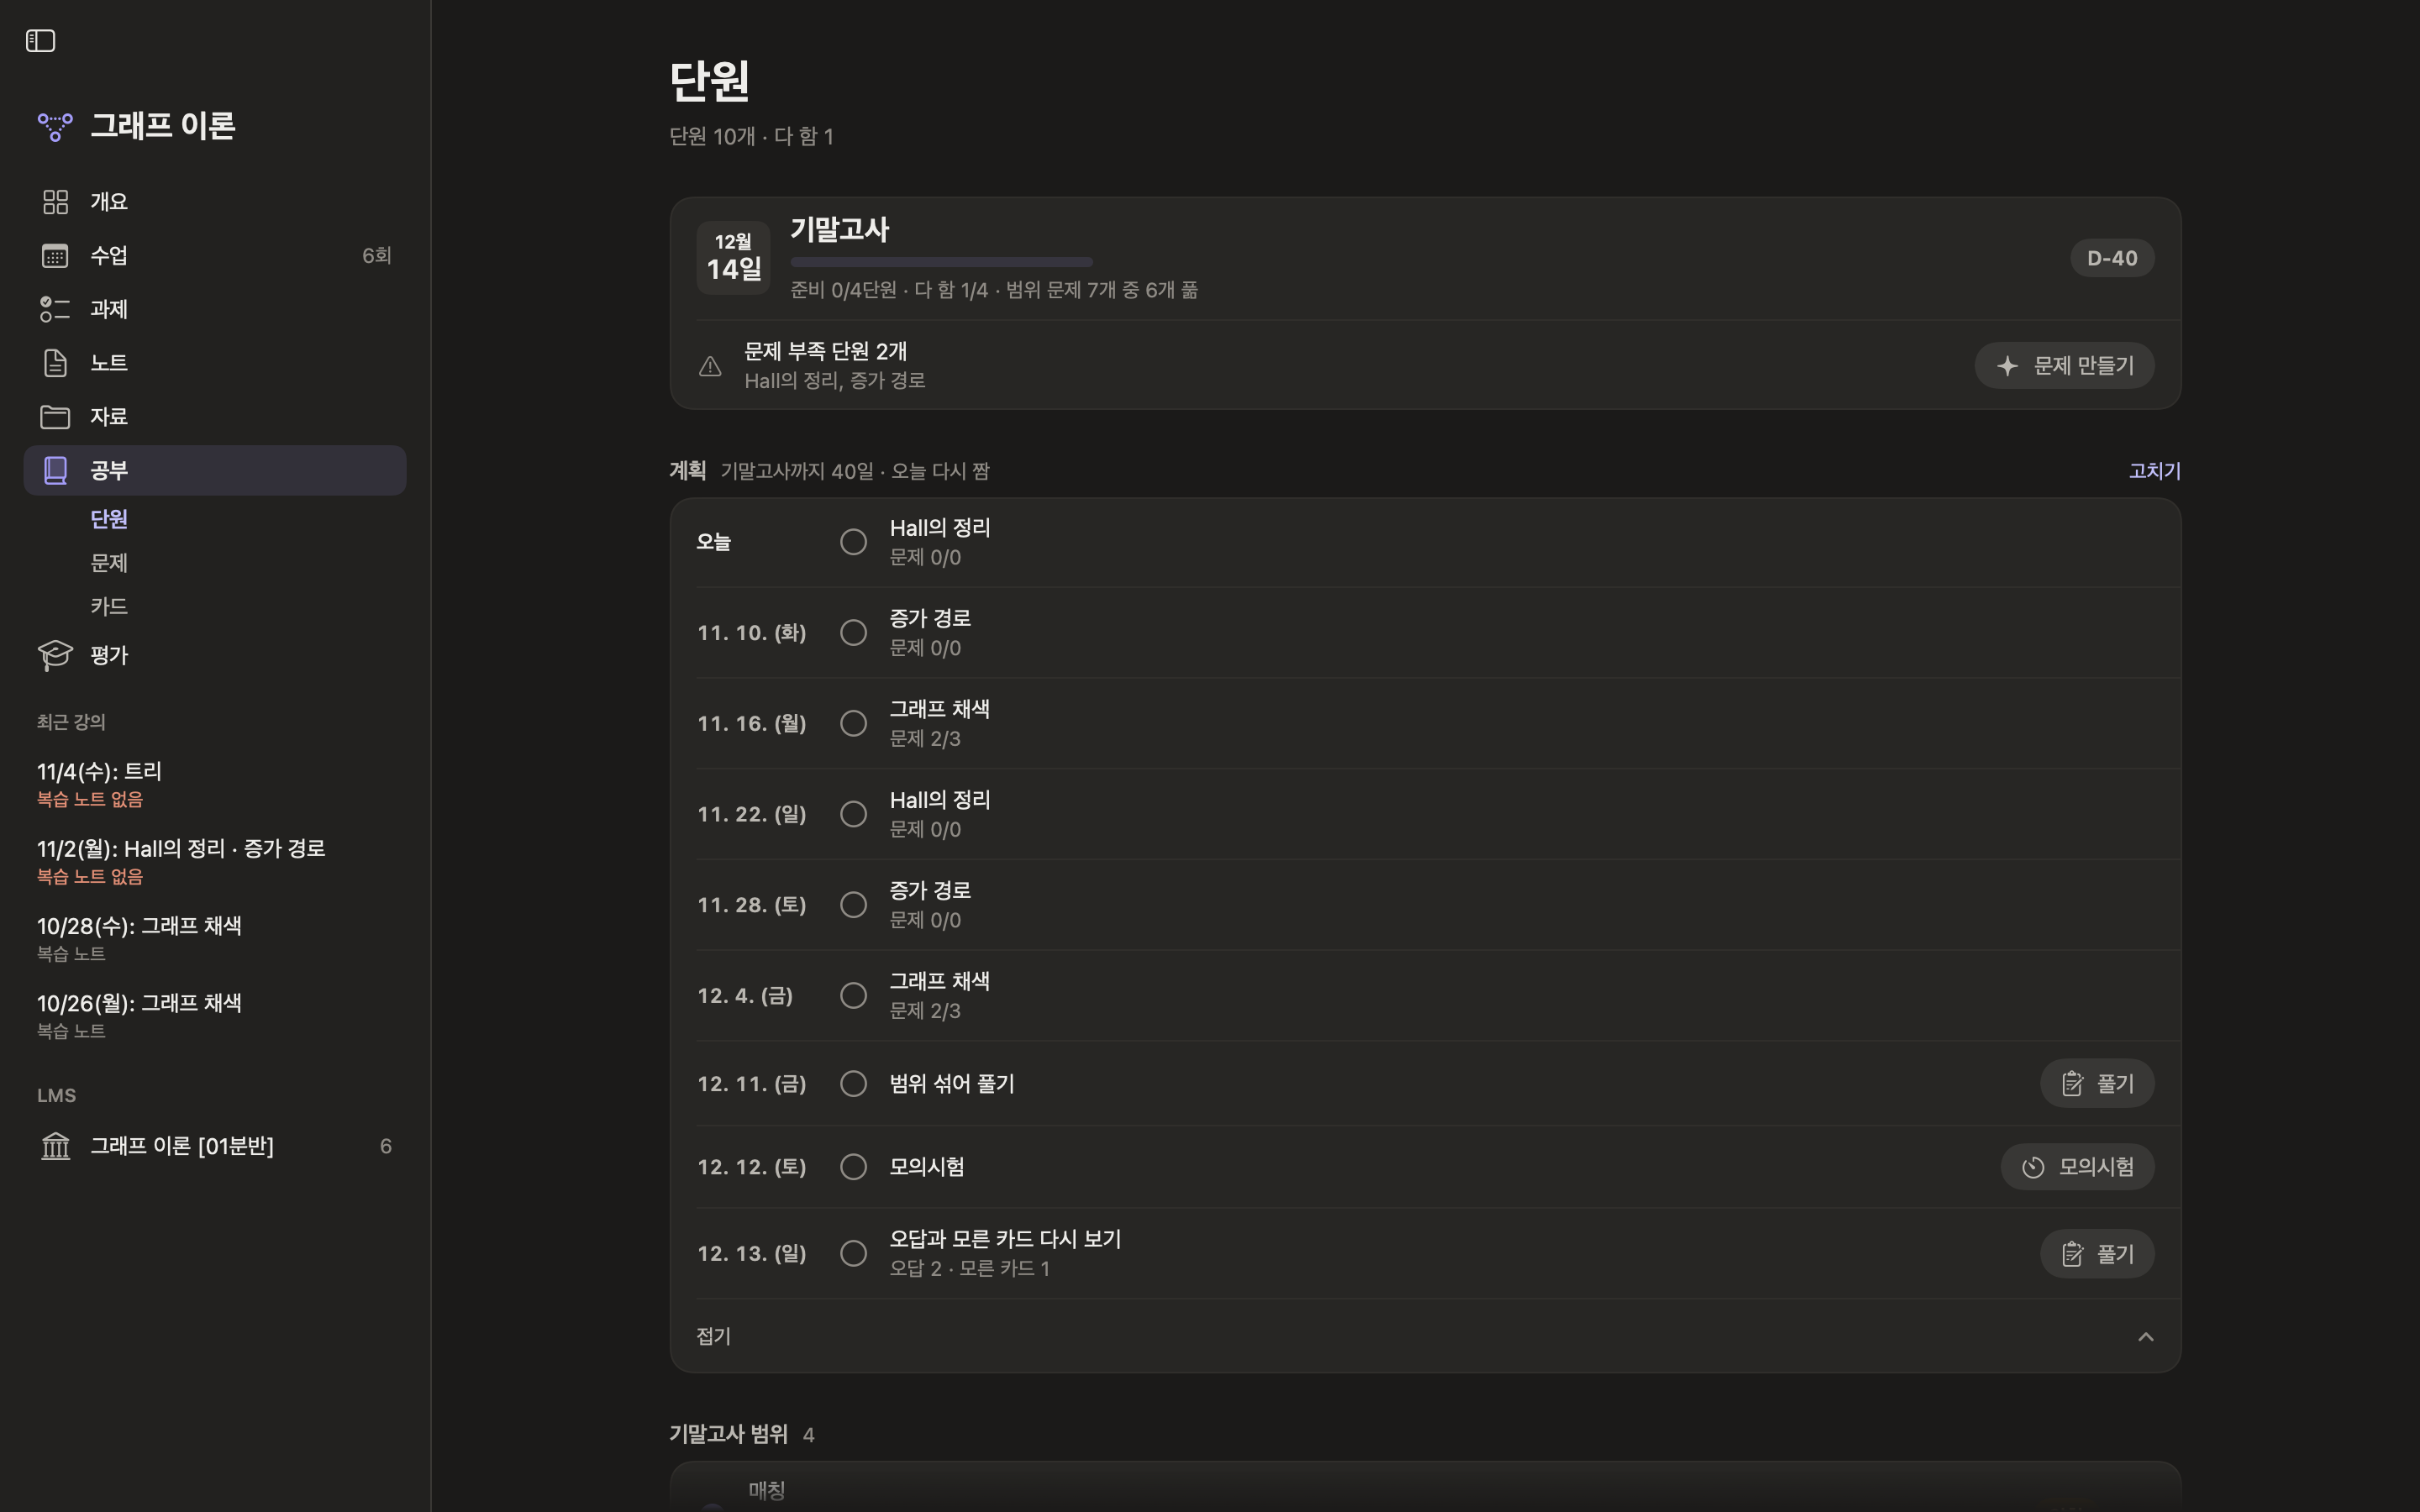 그래프 이론
개요
수업 6회
과제
노트
자료
공부
단원
문제
카드
평가
최근 강의
11/4(수): 트리
복습 노트 없음
11/2(월): Hall의 정리 · 증가 경로
복습 노트 없음
10/28(수): 그래프 채색
복습 노트
10/26(월): 그래프 채색
복습 노트
LMS
그래프 이론 [01분반] 6
단원
단원 10개 · 다 함 1
12월
14일
기말고사
준비 0/4단원 · 다 함 1/4 · 범위 문제 7개 중 6개 풂
D-40
문제 부족 단원 2개
Hall의 정리, 증가 경로
문제 만들기
계획 기말고사까지 40일 · 오늘 다시 짬
고치기
오늘
Hall의 정리
문제 0/0
11. 10. (화)
증가 경로
문제 0/0
11. 16. (월)
그래프 채색
문제 2/3
11. 22. (일)
Hall의 정리
문제 0/0
11. 28. (토)
증가 경로
문제 0/0
12. 4. (금)
그래프 채색
문제 2/3
12. 11. (금)
범위 섞어 풀기
풀기
12. 12. (토)
모의시험
모의시험
12. 13. (일)
오답과 모른 카드 다시 보기
오답 2 · 모른 카드 1
풀기
접기
기말고사 범위 4
매칭